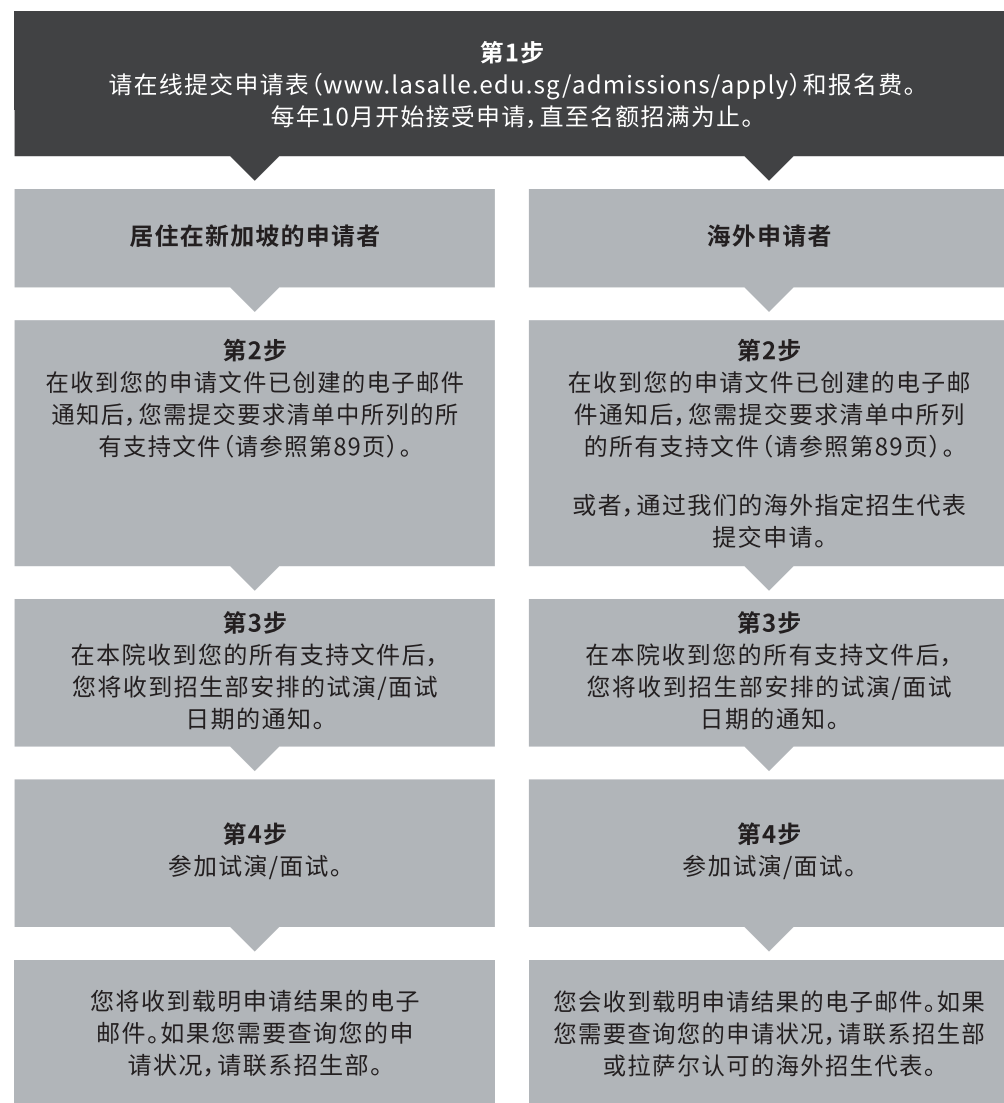 第1步
请在线提交申请表（www.lasalle.edu.sg/admissions/apply）和报名费。
每年10月开始接受申请，直至名额招满为止。
居住在新加坡的申请者
第2步
在收到您的申请文件已创建的电子邮件
通知后，您需提交要求清单中所列的所
有支持文件（请参照第89页）。
第3步
在本院收到您的所有支持文件后，
您将收到招生部安排的试演/面试
日期的通知。
第4步
参加试演/面试。
您将收到载明申请结果的电子
邮件。如果您需要查询您的申
请状况，请联系招生部。
海外申请者
第2步
在收到您的申请文件已创建的电子邮
件通知后，您需提交要求清单中所列
的所有支持文件（请参照第89页）。
或者，通过我们的海外指定招生代表
提交申请。
第3步
在本院收到您的所有支持文件后，
您将收到招生部安排的试演/面试
日期的通知。
第4步
参加试演/面试。
您会收到载明申请结果的电子邮件。如果
您需要查询您的申请状况，请联系招生部
或拉萨尔认可的海外招生代表。